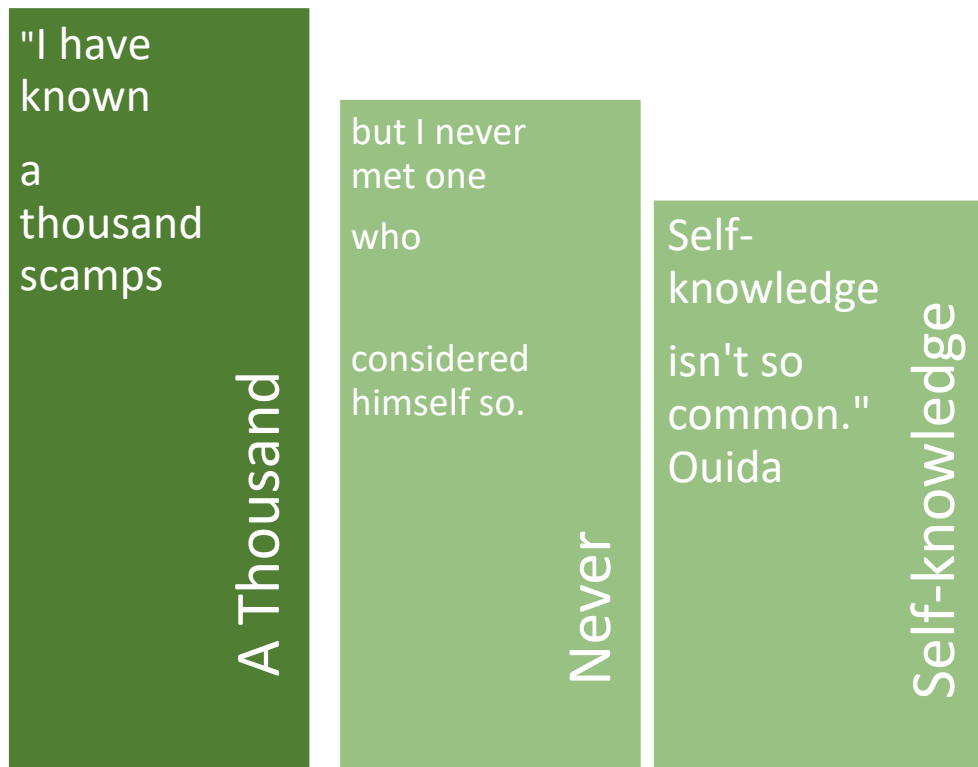 "I have
known
a
thousand
scamps
A Thousand
but I never
met one
who
considered
himself so.
Never
Self-
knowledge
isn't so
common."
Ouida
Self-knowledge